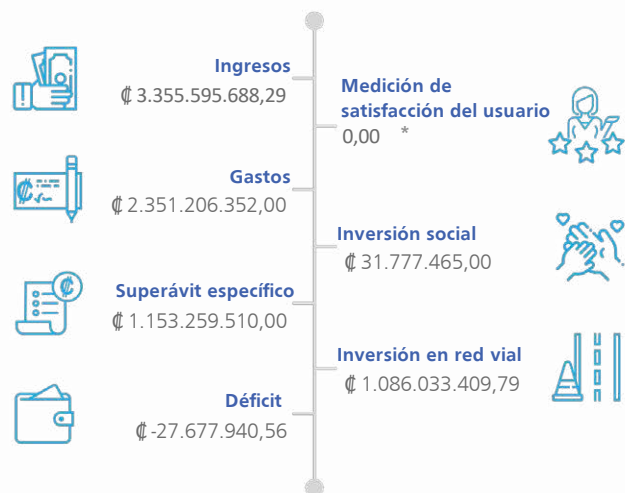 Ingresos
₡ 3.355.595.688,29
Gastos
₡ 2.351.206.352,00
Superávit específico
₡ 1.153.259.510,00
Déficit
₡ -27.677.940,56
Medición de
satisfacción del usuario
0,00 *
Inversión social
₡ 31.777.465,00
Inversión en red vial
₡ 1.086.033.409,79